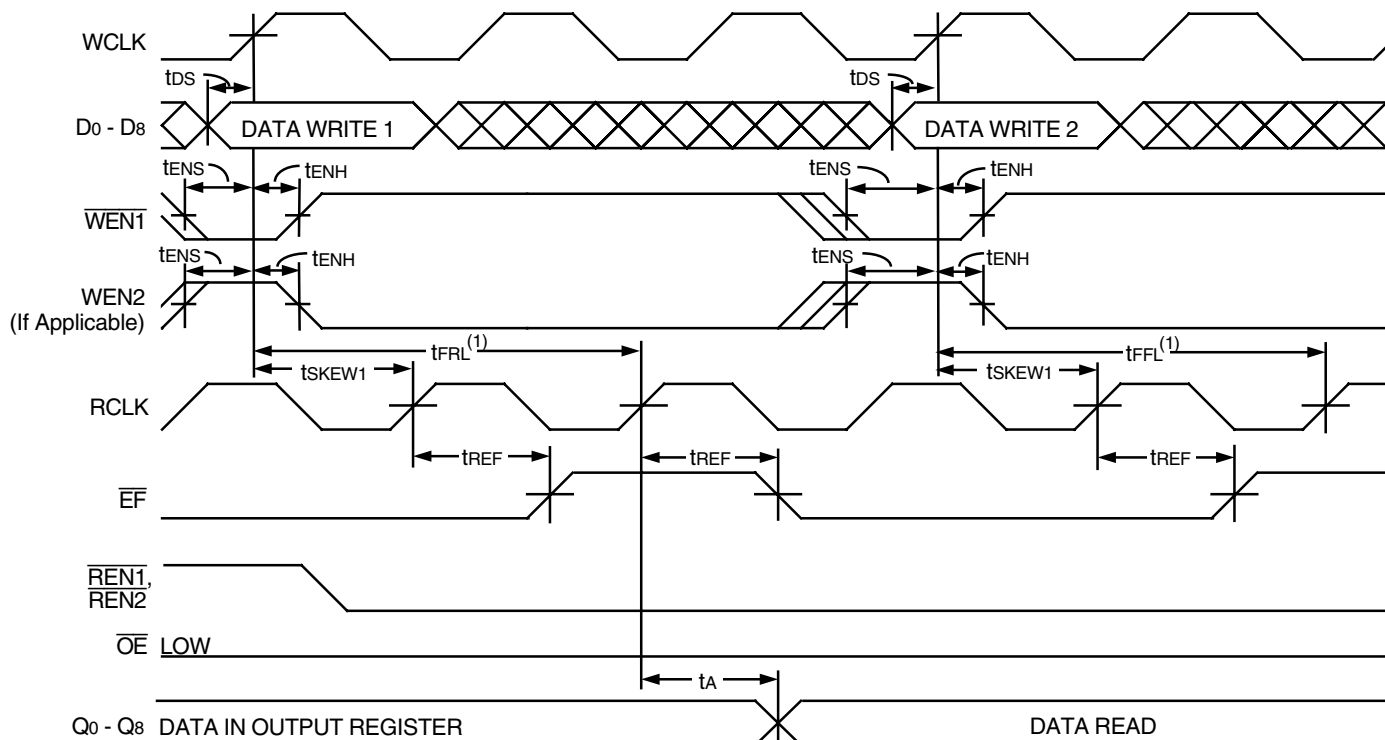 WCLK
tDS
tDS
D0 - D8
DATA WRITE 1
DATA WRITE 2
tENS
tENH
tENS
tENH
WEN1
tENS
tENH
tENS
tENH
WEN2
(If Applicable)
tFRL(1)
tFFL(1)
tSKEW1
tSKEW1
RCLK
tREF
tREF
tREF
EF
REN1,
REN2
OE LOW
tA
Q0 - Q8 DATA IN OUTPUT REGISTER
DATA READ